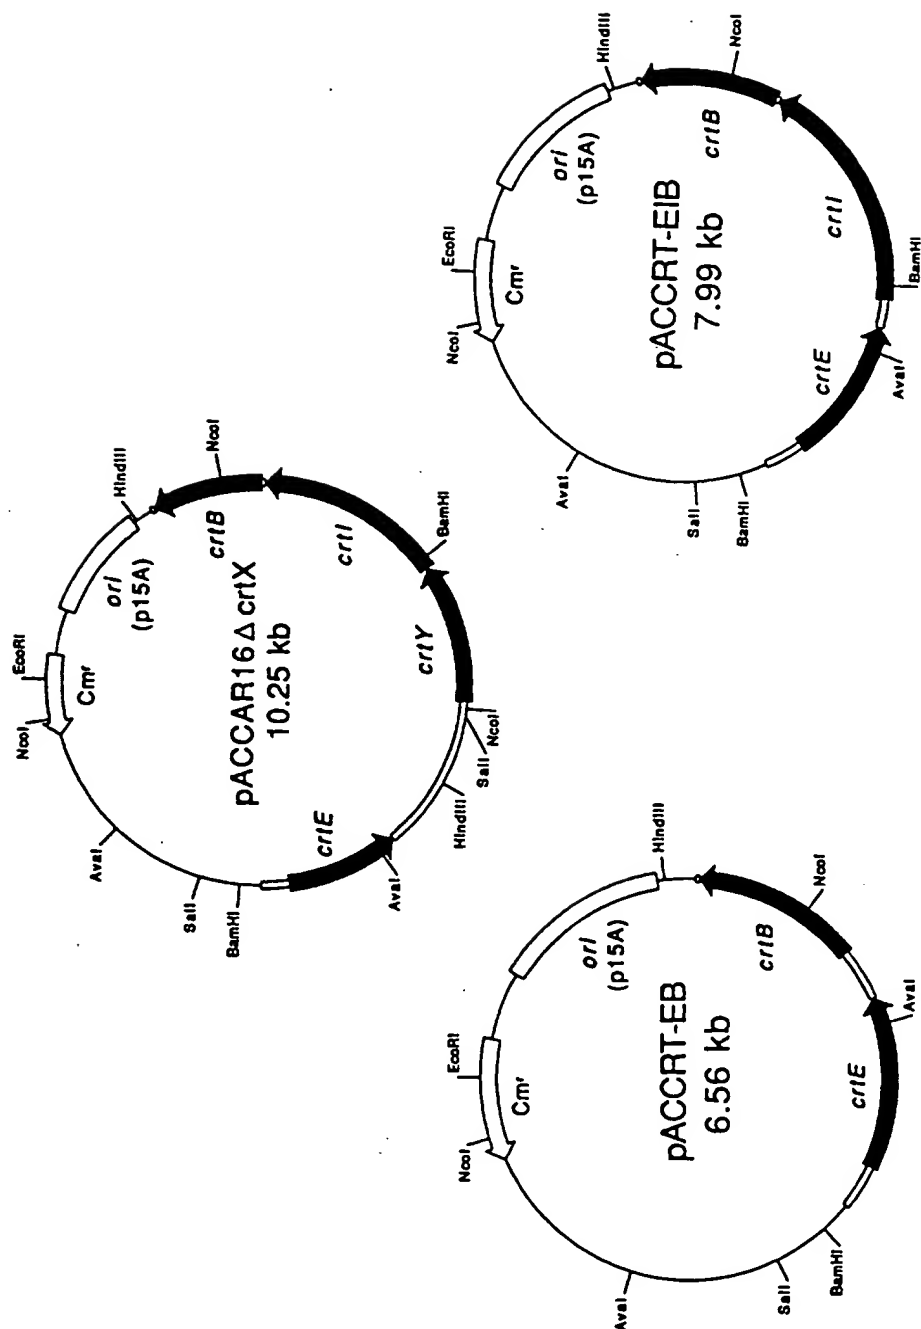 pACCAR16Δ crtX
10.25 kb
EcoRI
NcoI
Cmʳ
AvaI
SalI
BamHI
crtE
AvaI
HindIII
SalI
NcoI
crtY
BamHI
crtI
NcoI
crtB
HindIII
ori
(p15A)
pACCRT-EIB
7.99 kb
EcoRI
NcoI
Cmʳ
AvaI
SalI
BamHI
crtE
AvaI
BamHI
crtI
NcoI
crtB
HindIII
ori
(p15A)
pACCRT-EB
6.56 kb
EcoRI
NcoI
Cmʳ
AvaI
SalI
BamHI
crtE
AvaI
NcoI
crtB
HindIII
ori
(p15A)